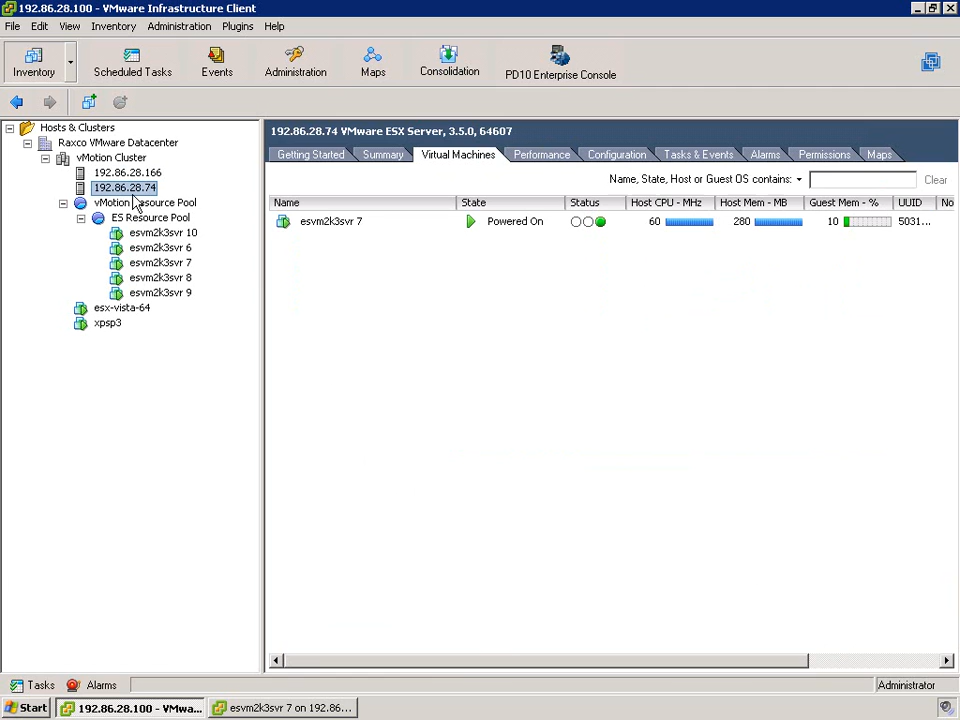 192.86.28.100 - VMware Infrastructure Client
File Edit View Inventory Administration Plugins Help
Inventory Scheduled Tasks Events Administration Maps Consolidation PD10 Enterprise Console
Hosts & Clusters
Raxco VMware Datacenter
vMotion Cluster
192.86.28.166
192.86.28.74
vMotion Resource Pool
ES Resource Pool
esvm2k3svr 10
esvm2k3svr 6
esvm2k3svr 7
esvm2k3svr 8
esvm2k3svr 9
esx-vista-64
xpsp3
192.86.28.74 VMware ESX Server, 3.5.0, 64607
Getting Started Summary Virtual Machines Performance Configuration Tasks & Events Alarms Permissions Maps
Name, State, Host or Guest OS contains: Clear
Name State Status Host CPU - MHz Host Mem - MB Guest Mem - % UUID No
esvm2k3svr 7 Powered On 60 280 10 5031...
Tasks Alarms Administrator
Start 192.86.28.100 - VMwa... esvm2k3svr 7 on 192.86...